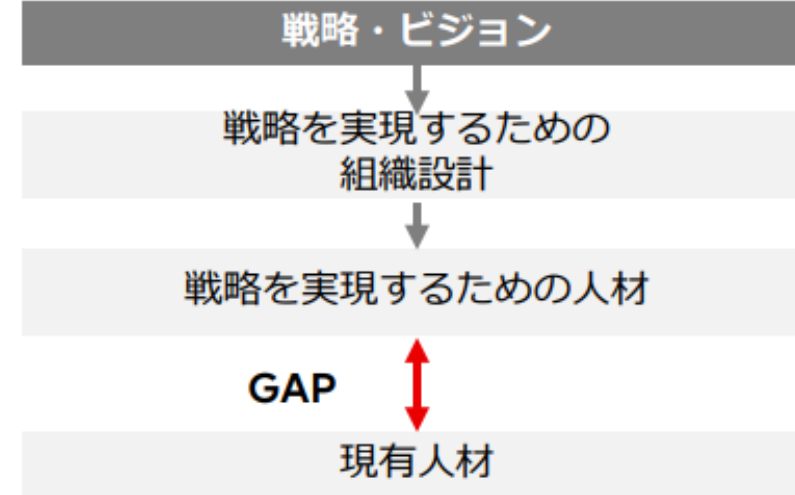 戦略・ビジョン
戦略を実現するための
組織設計
戦略を実現するための人材
GAP
現有人材